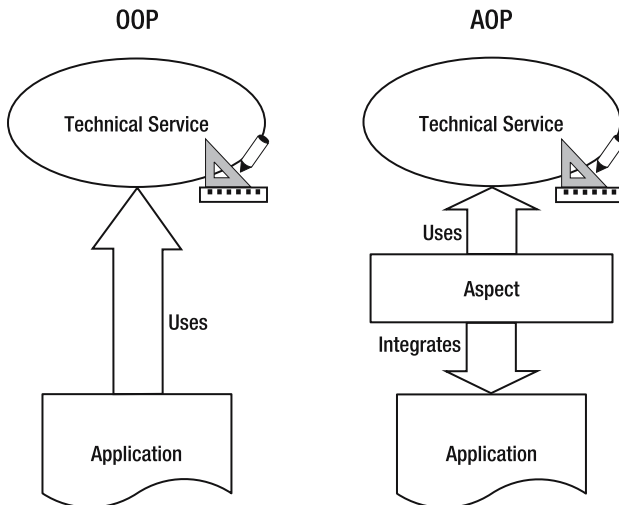 OOP
Technical Service
Uses
Application
AOP
Technical Service
Uses
Aspect
Integrates
Application